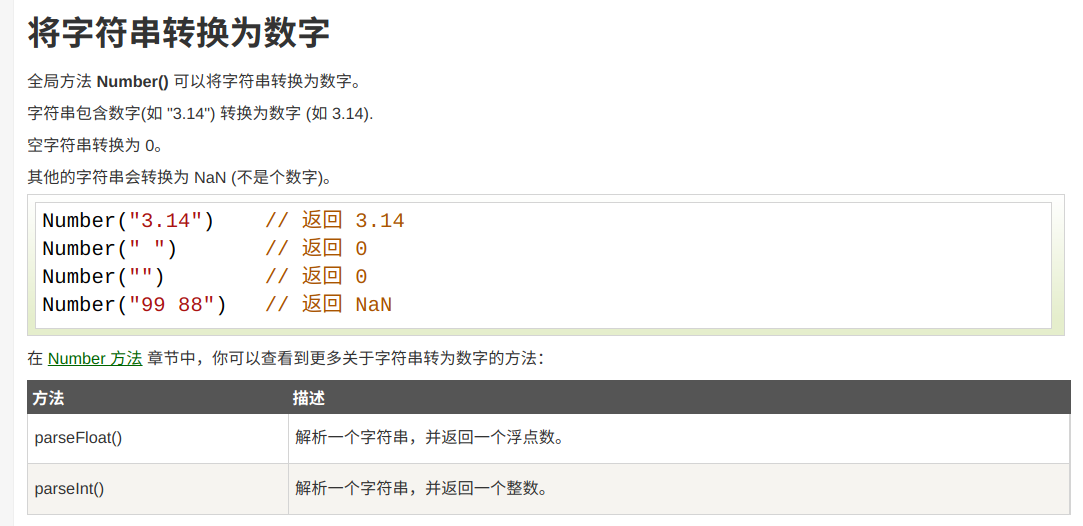 将字符串转换为数字
全局方法 Number() 可以将字符串转换为数字。
字符串包含数字(如 "3.14") 转换为数字 (如 3.14).
空字符串转换为 0。
其他的字符串会转换为 NaN (不是个数字)。
Number("3.14")    // 返回 3.14
Number(" ")       // 返回 0
Number("")        // 返回 0
Number("99 88")   // 返回 NaN
在 Number 方法 章节中，你可以查看到更多关于字符串转为数字的方法：
方法 描述
parseFloat() 解析一个字符串，并返回一个浮点数。
parseInt() 解析一个字符串，并返回一个整数。